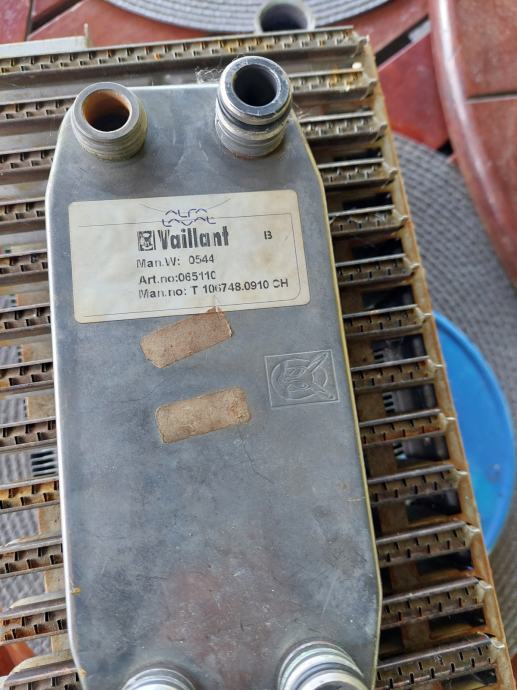 ALFA
LAVAL
Vaillant B
Man.W: 0544
Art.no:065110
Man.no: T 106748.0910 CH